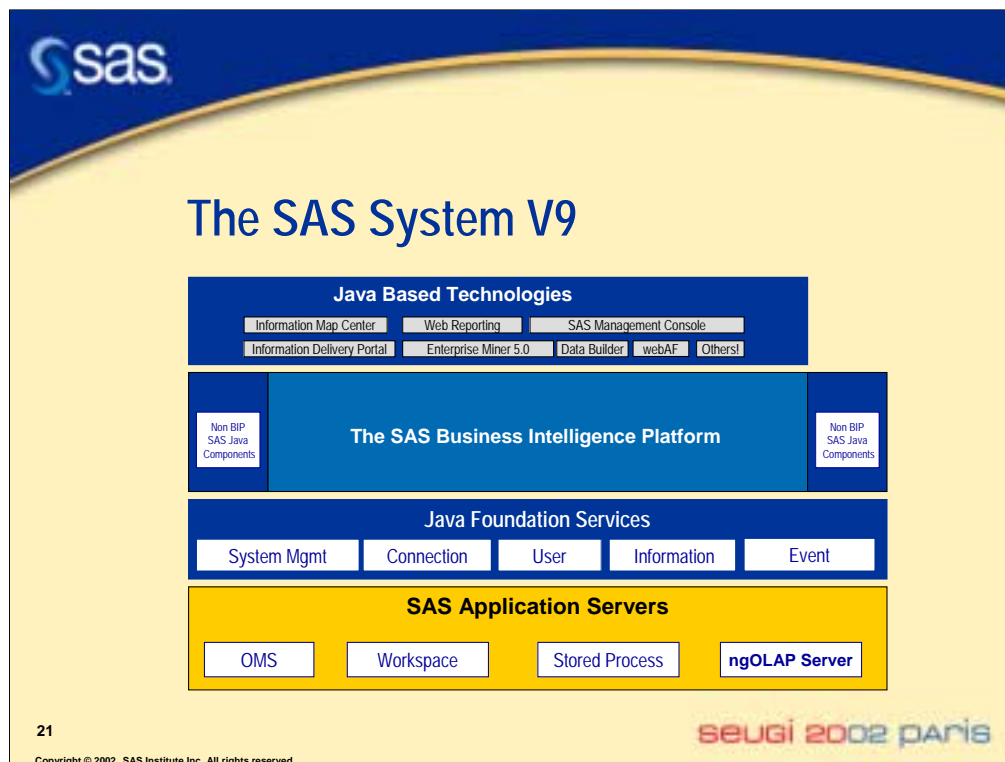 sas.
The SAS System V9
Java Based Technologies
Information Map Center Web Reporting SAS Management Console
Information Delivery Portal Enterprise Miner 5.0 Data Builder webAF Others!
Non BIP
SAS Java
Components
The SAS Business Intelligence Platform
Non BIP
SAS Java
Components
Java Foundation Services
System Mgmt Connection User Information Event
SAS Application Servers
OMS Workspace Stored Process ngOLAP Server
21
seugi 2002 paris
Copyright © 2002, SAS Institute Inc. All rights reserved.